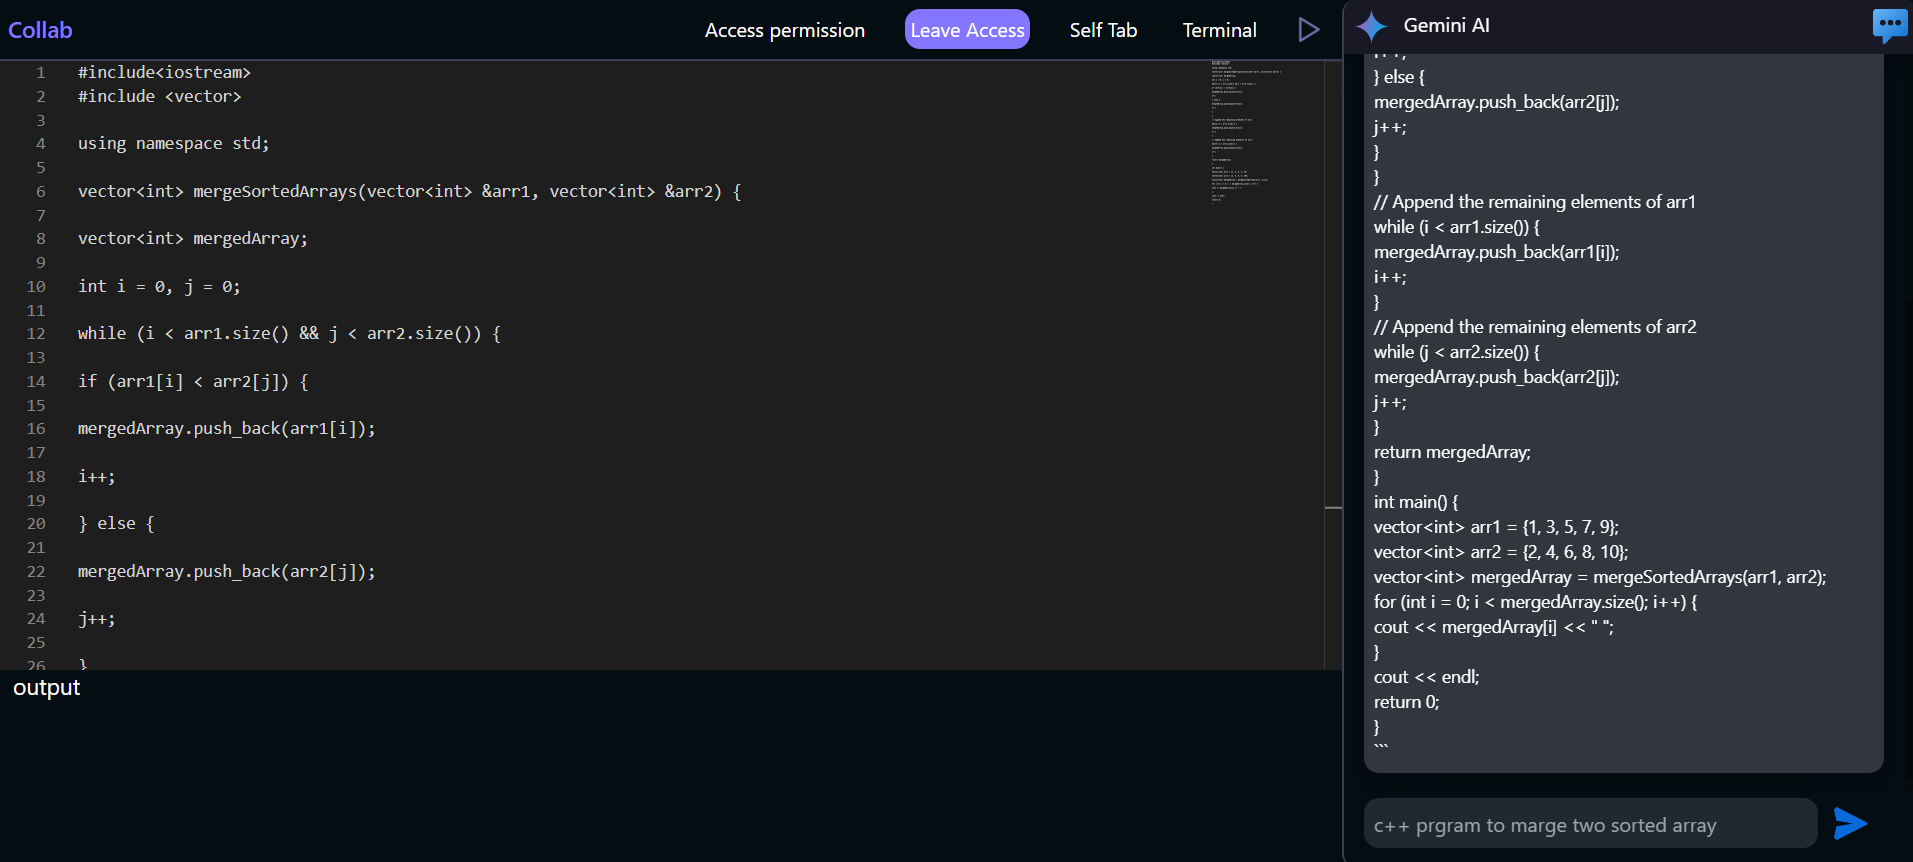 Collab
Access permission
Leave Access
Self Tab
Terminal
1 #include<iostream>
2 #include <vector>
3
4 using namespace std;
5
6 vector<int> mergeSortedArrays(vector<int> &arr1, vector<int> &arr2) {
7
8 vector<int> mergedArray;
9
10 int i = 0, j = 0;
11
12 while (i < arr1.size() && j < arr2.size()) {
13
14 if (arr1[i] < arr2[j]) {
15
16 mergedArray.push_back(arr1[i]);
17
18 i++;
19
20 } else {
21
22 mergedArray.push_back(arr2[j]);
23
24 j++;
25
26 }
output
Gemini AI
i++;
} else {
mergedArray.push_back(arr2[j]);
j++;
}
}
// Append the remaining elements of arr1
while (i < arr1.size()) {
mergedArray.push_back(arr1[i]);
i++;
}
// Append the remaining elements of arr2
while (j < arr2.size()) {
mergedArray.push_back(arr2[j]);
j++;
}
return mergedArray;
}
int main() {
vector<int> arr1 = {1, 3, 5, 7, 9};
vector<int> arr2 = {2, 4, 6, 8, 10};
vector<int> mergedArray = mergeSortedArrays(arr1, arr2);
for (int i = 0; i < mergedArray.size(); i++) {
cout << mergedArray[i] << " ";
}
cout << endl;
return 0;
}
```
c++ prgram to marge two sorted array